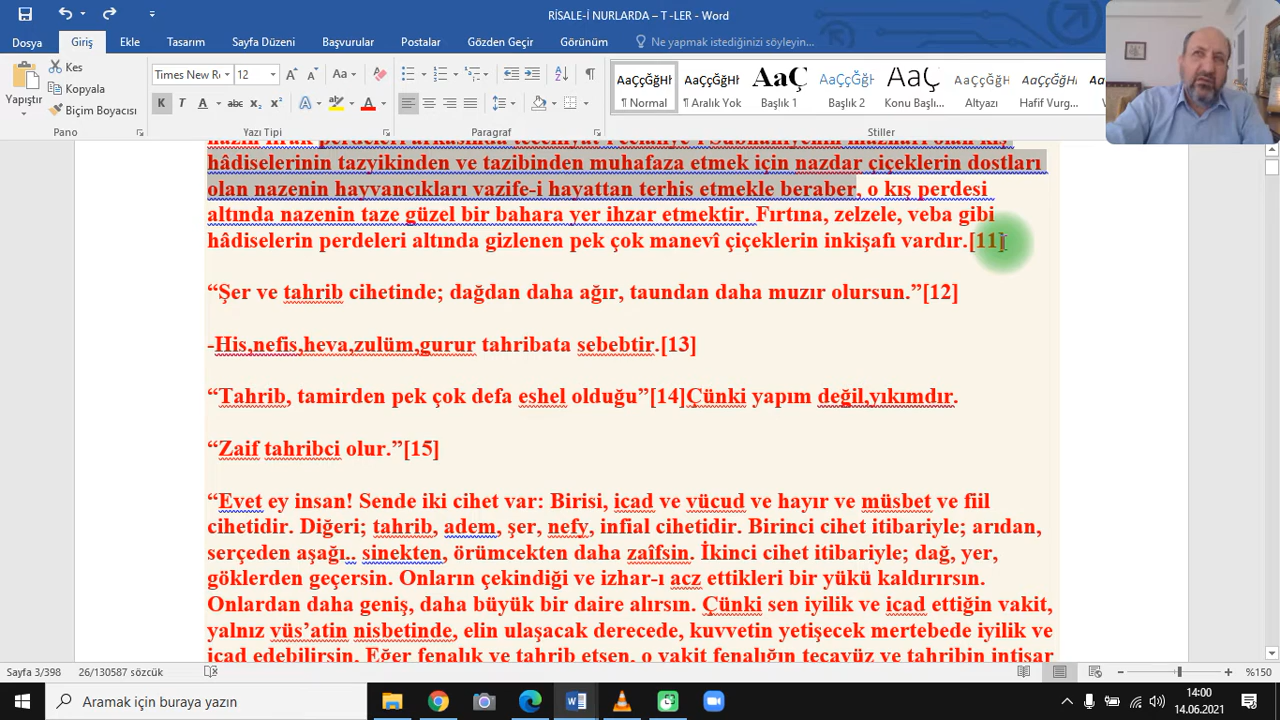 RİSALE-İ NURLARDA – T -LER - Word
Dosya Giriş Ekle Tasarım Sayfa Düzeni Başvurular Postalar Gözden Geçir Görünüm Ne yapmak istediğinizi söyleyin...
Yapıştır
Kes
Kopyala
Biçim Boyacısı
Times New Ro 12
AaÇçĞğHł AaÇçĞğHł AaÇ AaÇçĞğH AaÇç AaÇçĞğHł AaÇçĞğHł
¶ Normal ¶ Aralık Yok Başlık 1 Başlık 2 Konu Başlı... Altyazı Hafif Vurg...
Pano Yazı Tipi Paragraf Stiller
hâdiselerinin tazyikinden ve tazibinden muhafaza etmek için nazdar çiçeklerin dostları
olan nazenin hayvancıkları vazife-i hayattan terhis etmekle beraber, o kış perdesi
altında nazenin taze güzel bir bahara yer ihzar etmektir. Fırtına, zelzele, veba gibi
hâdiselerin perdeleri altında gizlenen pek çok manevî çiçeklerin inkişafı vardır.[11]
“Şer ve tahrib cihetinde; dağdan daha ağır, taundan daha muzır olursun.”[12]
-His,nefis,heva,zulüm,gurur tahribata sebebtir.[13]
“Tahrib, tamirden pek çok defa eshel olduğu”[14]Çünki yapım değil,yıkımdır.
“Zaif tahribci olur.”[15]
“Evet ey insan! Sende iki cihet var: Birisi, icad ve vücud ve hayır ve müsbet ve fiil
cihetidir. Diğeri; tahrib, adem, şer, nefy, infial cihetidir. Birinci cihet itibariyle; arıdan,
serçeden aşağı.. sinekten, örümcekten daha zaîfsin. İkinci cihet itibariyle; dağ, yer,
göklerden geçersin. Onların çekindiği ve izhar-ı acz ettikleri bir yükü kaldırırsın.
Onlardan daha geniş, daha büyük bir daire alırsın. Çünki sen iyilik ve icad ettiğin vakit,
yalnız vüs’atin nisbetinde, elin ulaşacak derecede, kuvvetin yetişecek mertebede iyilik ve
icad edebilirsin. Eğer fenalık ve tahrib etsen, o vakit fenalığın tecavüz ve tahribin intişar
Sayfa 3/398 26/130587 sözcük %150
Aramak için buraya yazın
14:00
14.06.2021